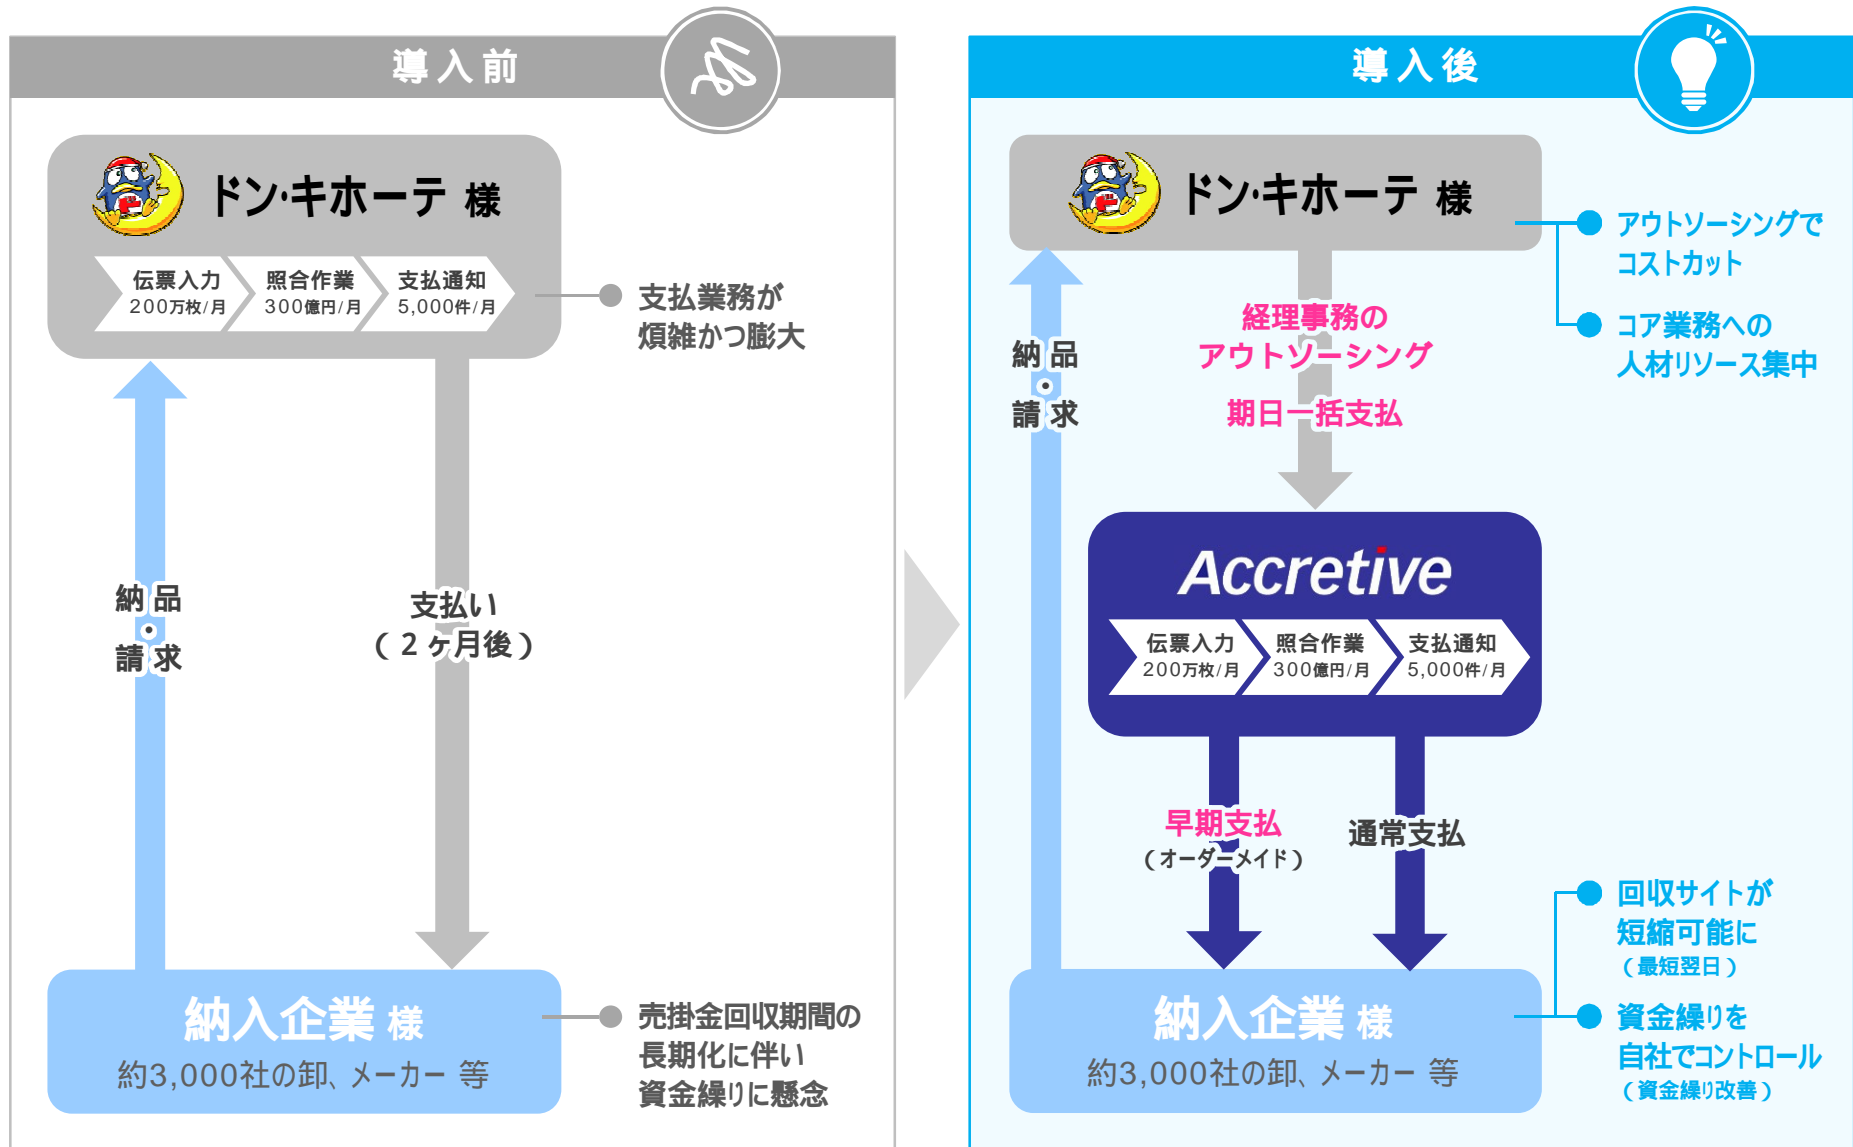 導入前
ドン・キホーテ 様
伝票入力
200万枚/月
照合作業
300億円/月
支払通知
5,000件/月
支払業務が
煩雑かつ膨大
納品
・
請求
支払い
（２ヶ月後）
納入企業 様
約3,000社の卸、メーカー 等
売掛金回収期間の
長期化に伴い
資金繰りに懸念
導入後
ドン・キホーテ 様
アウトソーシングで
コストカット
コア業務への
人材リソース集中
経理事務の
アウトソーシング
期日一括支払
納品
・
請求
Accretive
伝票入力
200万枚/月
照合作業
300億円/月
支払通知
5,000件/月
早期支払
（オーダーメイド）
通常支払
回収サイトが
短縮可能に
（最短翌日）
資金繰りを
自社でコントロール
（資金繰り改善）
納入企業 様
約3,000社の卸、メーカー 等